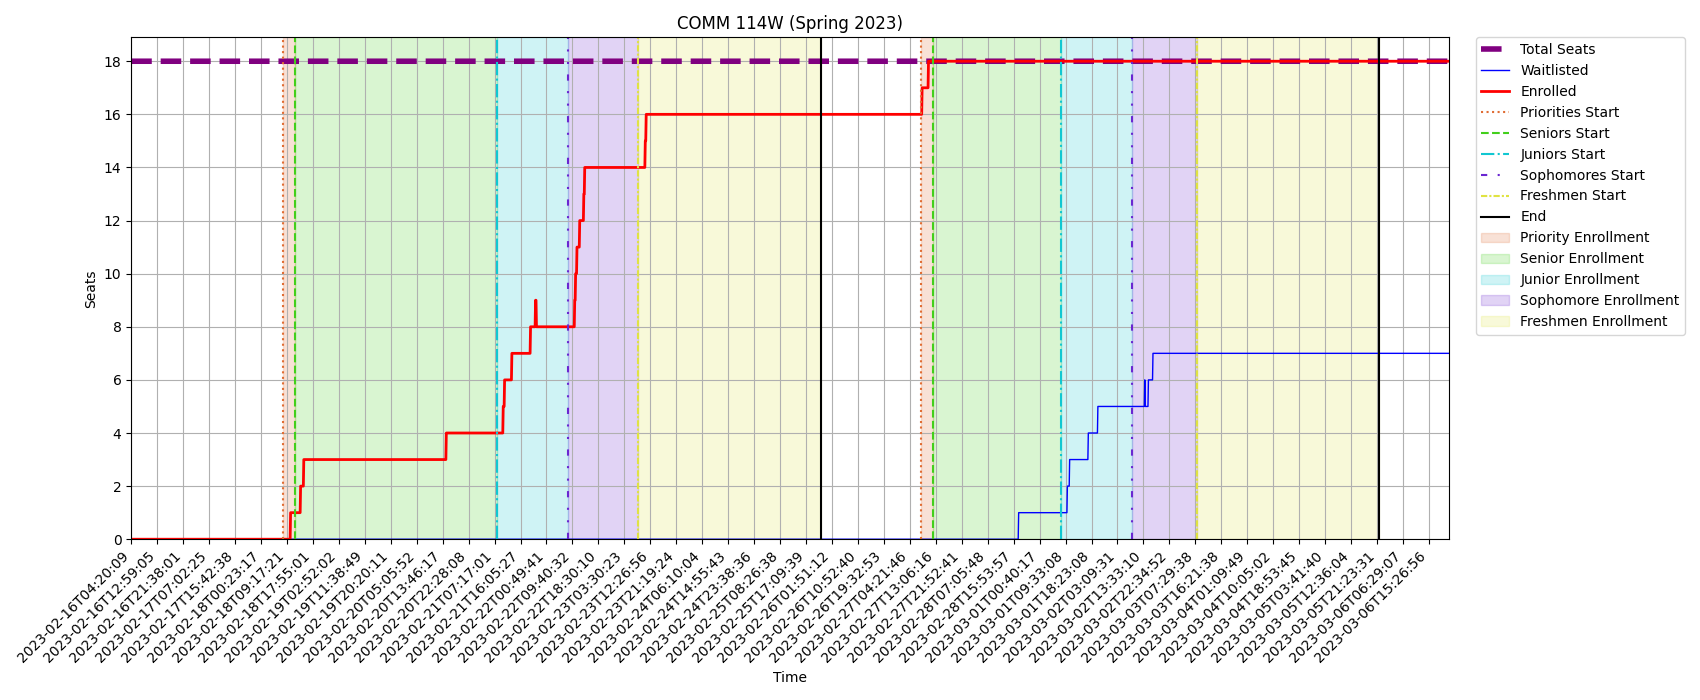 COMM 114W (Spring 2023)
Seats
18
16
14
12
10
8
6
4
2
0
2023-02-16T04:20:09
2023-02-16T12:59:05
2023-02-16T21:38:01
2023-02-17T07:02:25
2023-02-17T15:42:38
2023-02-18T00:23:17
2023-02-18T09:17:21
2023-02-18T17:55:01
2023-02-19T02:52:02
2023-02-19T11:38:49
2023-02-19T20:20:11
2023-02-20T05:05:52
2023-02-20T13:46:17
2023-02-20T22:28:08
2023-02-21T07:17:01
2023-02-21T16:05:27
2023-02-22T00:49:41
2023-02-22T09:40:32
2023-02-22T18:30:10
2023-02-23T03:30:23
2023-02-23T12:26:56
2023-02-23T21:19:24
2023-02-24T06:10:04
2023-02-24T14:55:43
2023-02-24T23:38:36
2023-02-25T08:26:38
2023-02-25T17:09:39
2023-02-26T01:51:12
2023-02-26T10:52:40
2023-02-26T19:32:53
2023-02-27T04:21:46
2023-02-27T13:06:16
2023-02-27T21:52:41
2023-02-28T07:05:48
2023-02-28T15:53:57
2023-03-01T00:40:17
2023-03-01T09:33:08
2023-03-01T18:23:08
2023-03-02T03:09:31
2023-03-02T13:33:10
2023-03-02T22:34:52
2023-03-03T07:29:38
2023-03-03T16:21:38
2023-03-04T01:09:49
2023-03-04T10:05:02
2023-03-04T18:53:45
2023-03-05T03:41:40
2023-03-05T12:36:04
2023-03-05T21:23:31
2023-03-06T06:29:07
2023-03-06T15:26:56
Time
Total Seats
Waitlisted
Enrolled
Priorities Start
Seniors Start
Juniors Start
Sophomores Start
Freshmen Start
End
Priority Enrollment
Senior Enrollment
Junior Enrollment
Sophomore Enrollment
Freshmen Enrollment